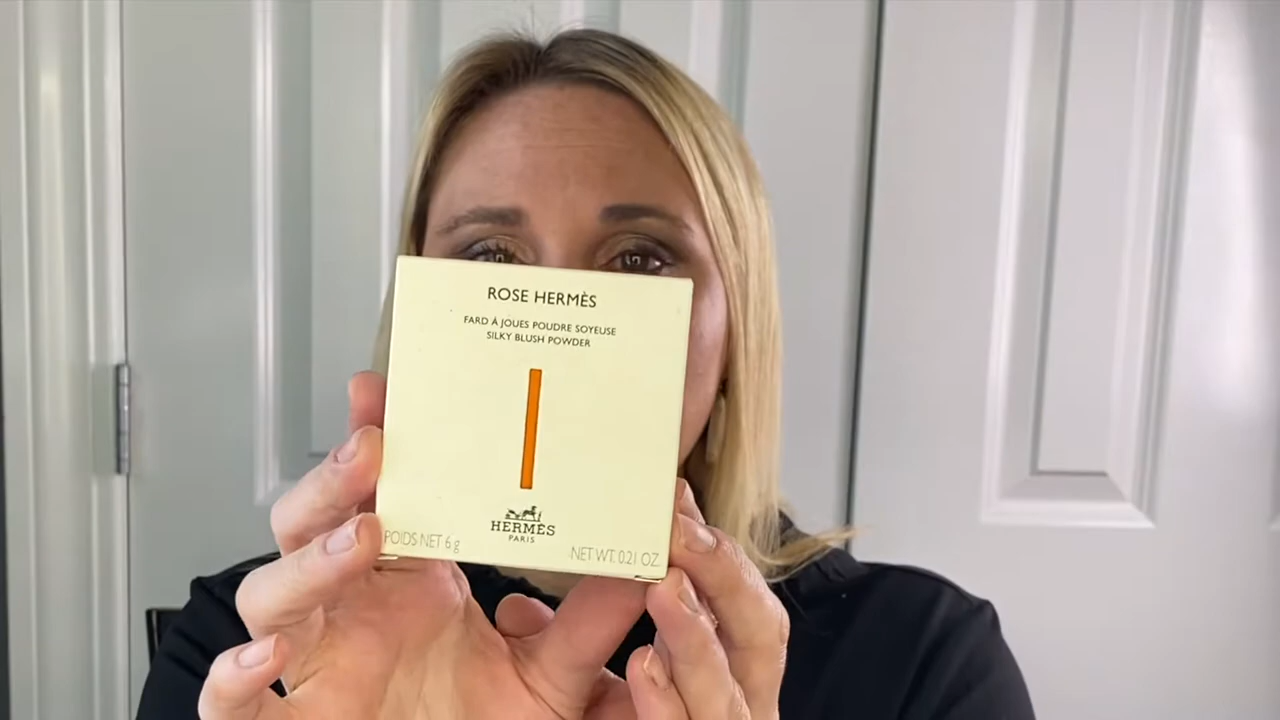 ROSE HERMÈS
FARD À JOUES POUDRE SOYEUSE
SILKY BLUSH POWDER
HERMÈS
PARIS
POIDS NET 6 g
NET WT. 0.21 OZ.